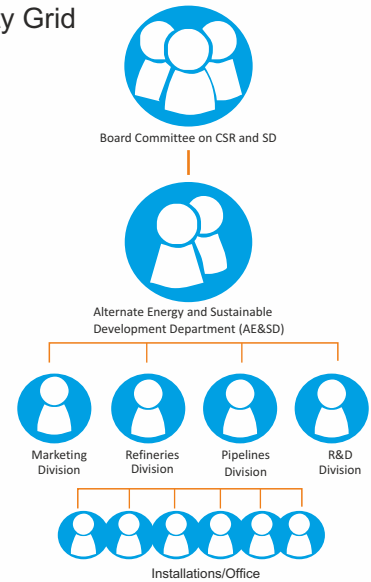 y Grid
Board Committee on CSR and SD
Alternate Energy and Sustainable
Development Department (AE&SD)
Marketing
Division
Refineries
Division
Pipelines
Division
R&D
Division
Installations/Office